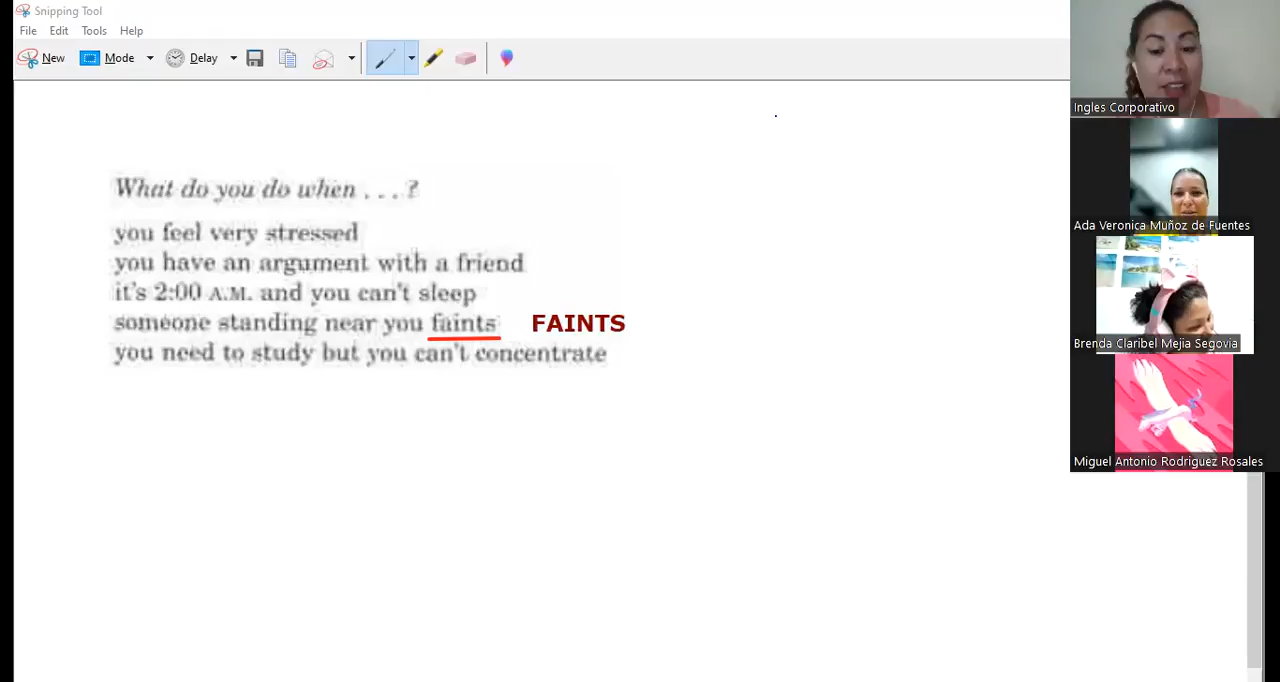 Snipping Tool
File Edit Tools Help
New Mode Delay
What do you do when . . . ?
you feel very stressed
you have an argument with a friend
it's 2:00 A.M. and you can't sleep
someone standing near you faints FAINTS
you need to study but you can't concentrate
Ingles Corporativo
Ada Veronica Muñoz de Fuentes
Brenda Claribel Mejia Segovia
Miguel Antonio Rodriguez Rosales